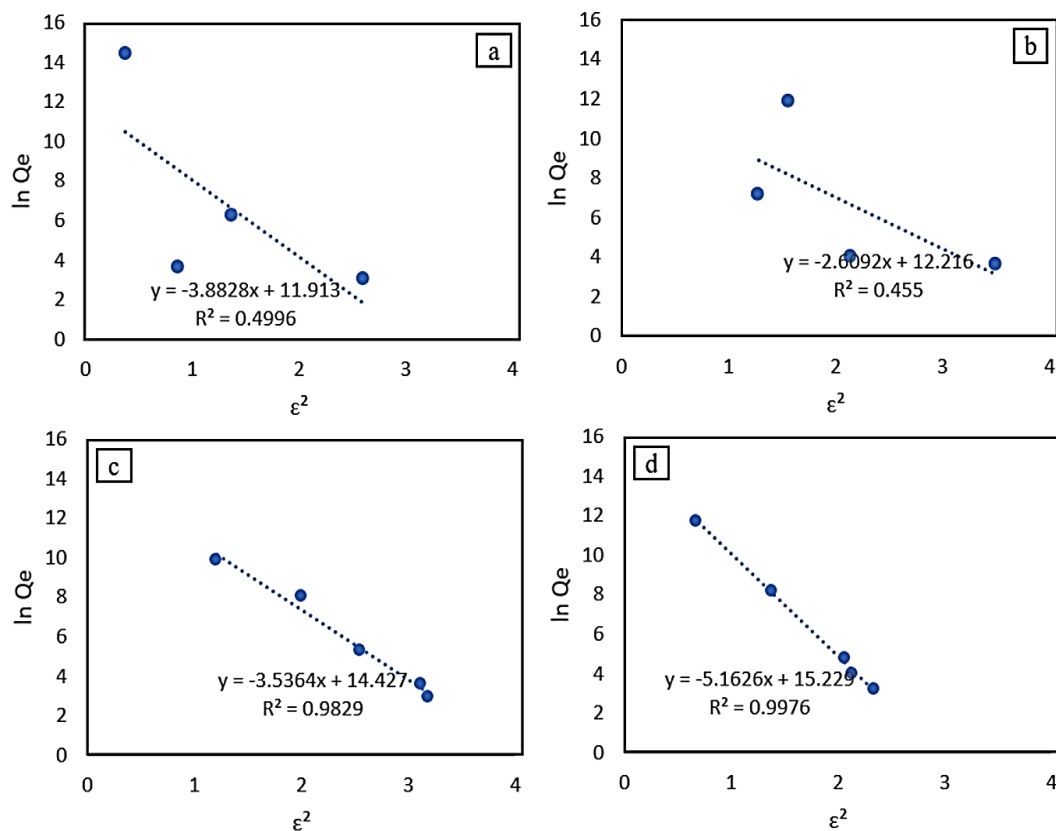 16
14
12
10
8
6
4
2
0
ln Qe
a
y = -3.8828x + 11.913
R² = 0.4996
0 1 2 3 4
ε²
16
14
12
10
8
6
4
2
0
ln Qe
b
y = -2.6092x + 12.216
R² = 0.455
0 1 2 3 4
ε²
16
14
12
10
8
6
4
2
0
ln Qe
c
y = -3.5364x + 14.427
R² = 0.9829
0 1 2 3 4
ε²
16
14
12
10
8
6
4
2
0
ln Qe
d
y = -5.1626x + 15.229
R² = 0.9976
0 1 2 3 4
ε²